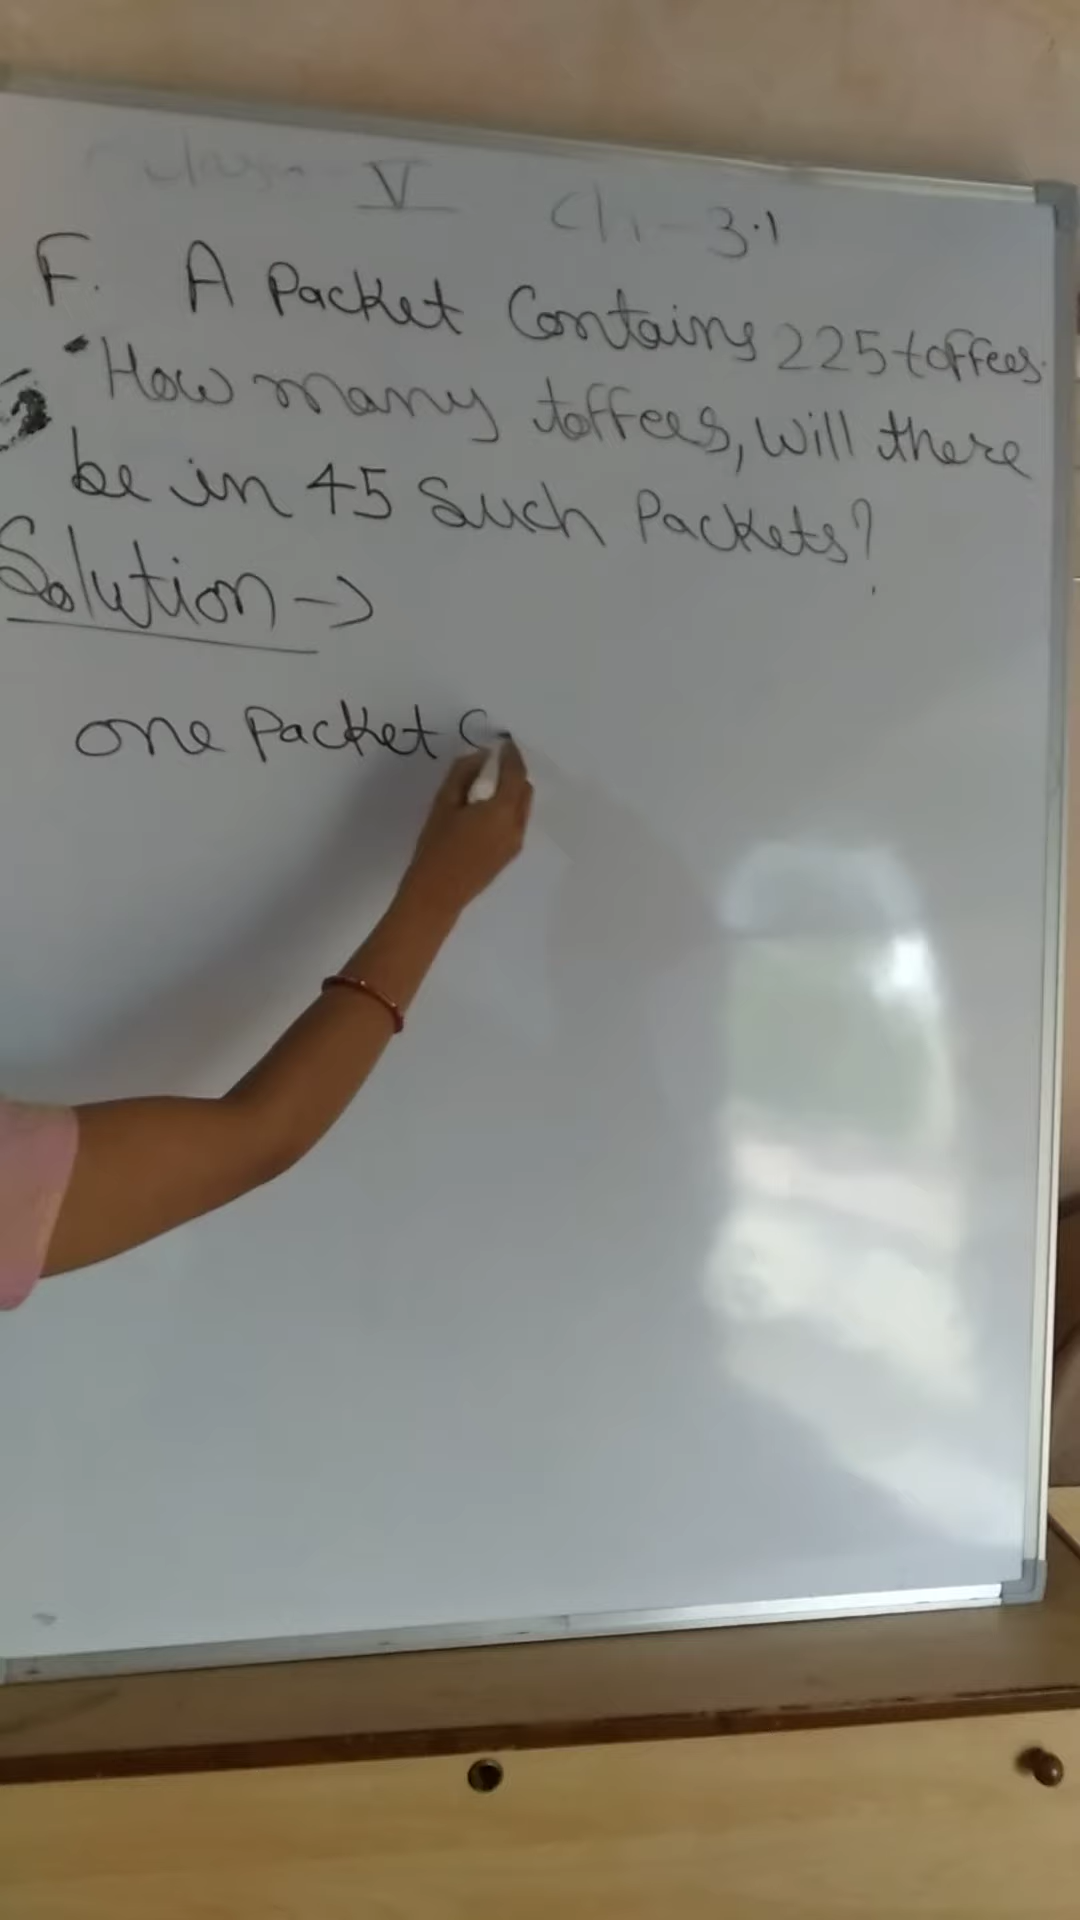 V Ch-3.1
F. A Packet Contains 225 toffees.
How many toffees, will there
be in 45 Such Packets?
Solution ->
one Packet